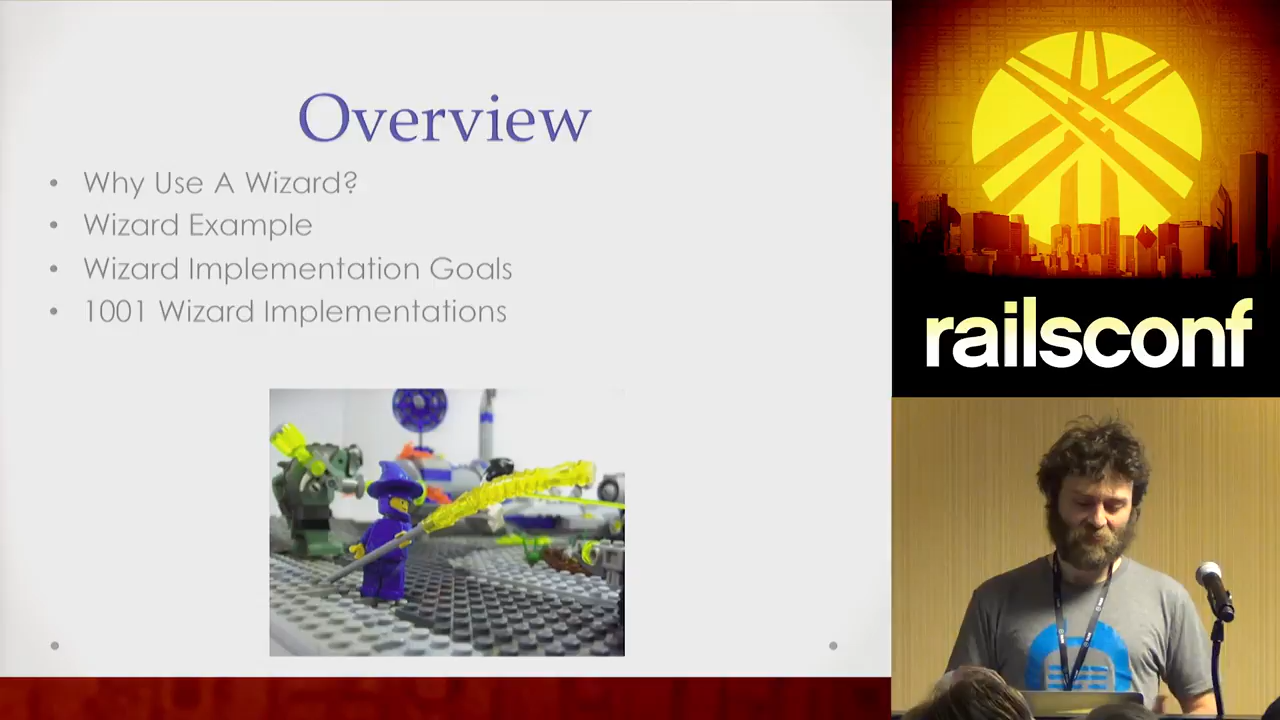 Overview
• Why Use A Wizard?
• Wizard Example
• Wizard Implementation Goals
• 1001 Wizard Implementations
railsconf